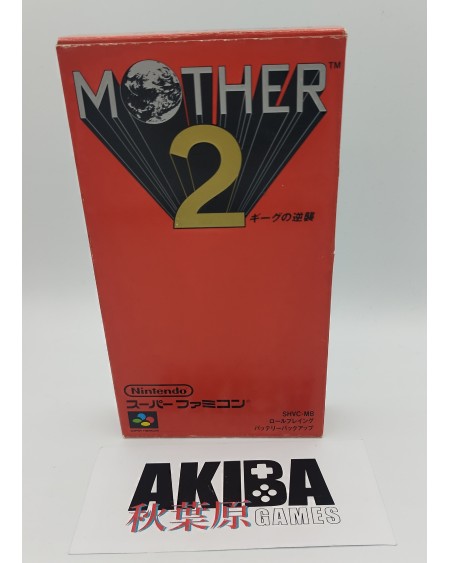 MOTHER™
2
ギーグの逆襲
Nintendo
スーパーファミコン
SHVC-MB
ロールプレイング
バッテリーバックアップ
AKIBA
秋葉原 GAMES